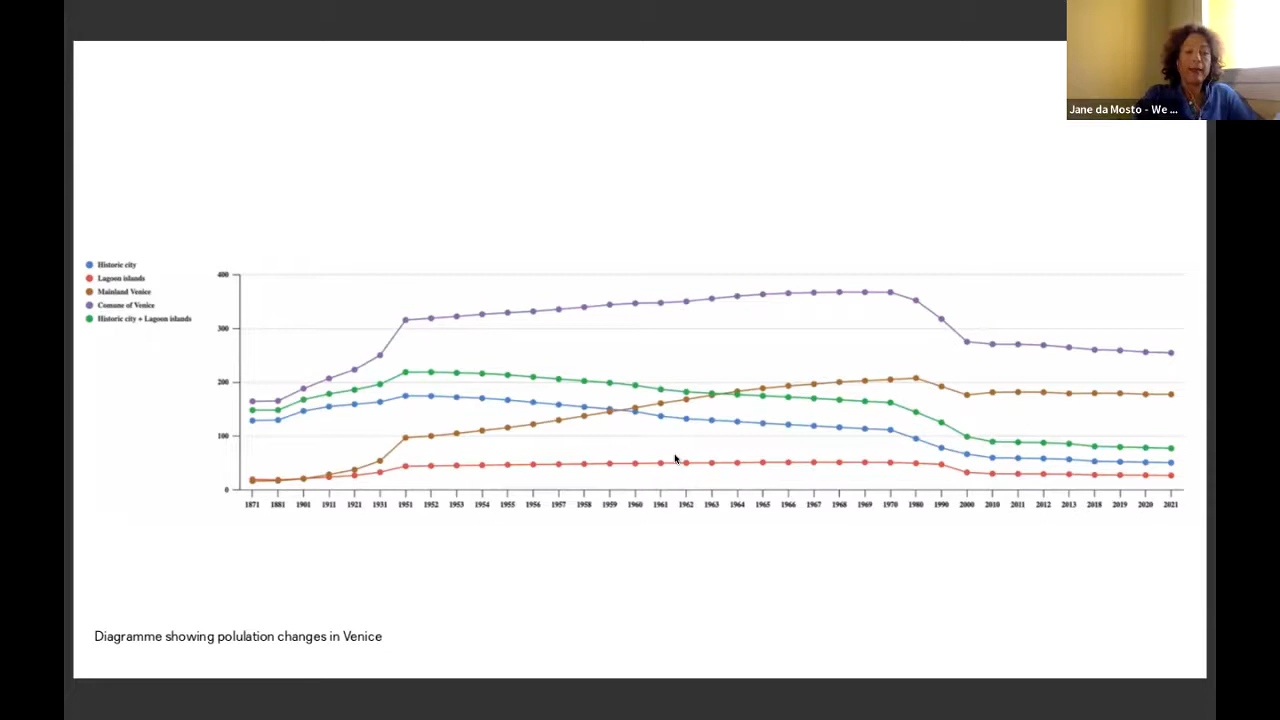 Jane da Mosto - We ...
Historic city
Lagoon islands
Mainland Venice
Comune of Venice
Historic city + Lagoon islands
400
300
200
100
0
1871 1881 1901 1911 1921 1931 1951 1952 1953 1954 1955 1956 1957 1958 1959 1960 1961 1962 1963 1964 1965 1966 1967 1968 1969 1970 1980 1990 2000 2010 2011 2012 2013 2018 2019 2020 2021
Diagramme showing polulation changes in Venice